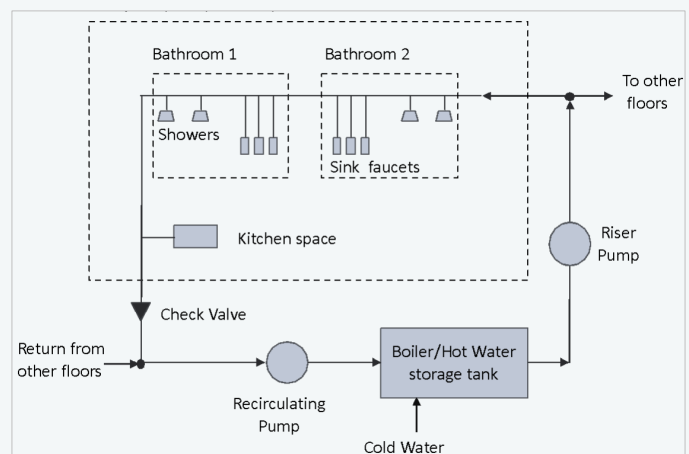 Bathroom 1
Bathroom 2
To other
floors
Showers
Sink faucets
Riser
Pump
Kitchen space
Check Valve
Return from
other floors
Boiler/Hot Water
storage tank
Recirculating
Pump
Cold Water